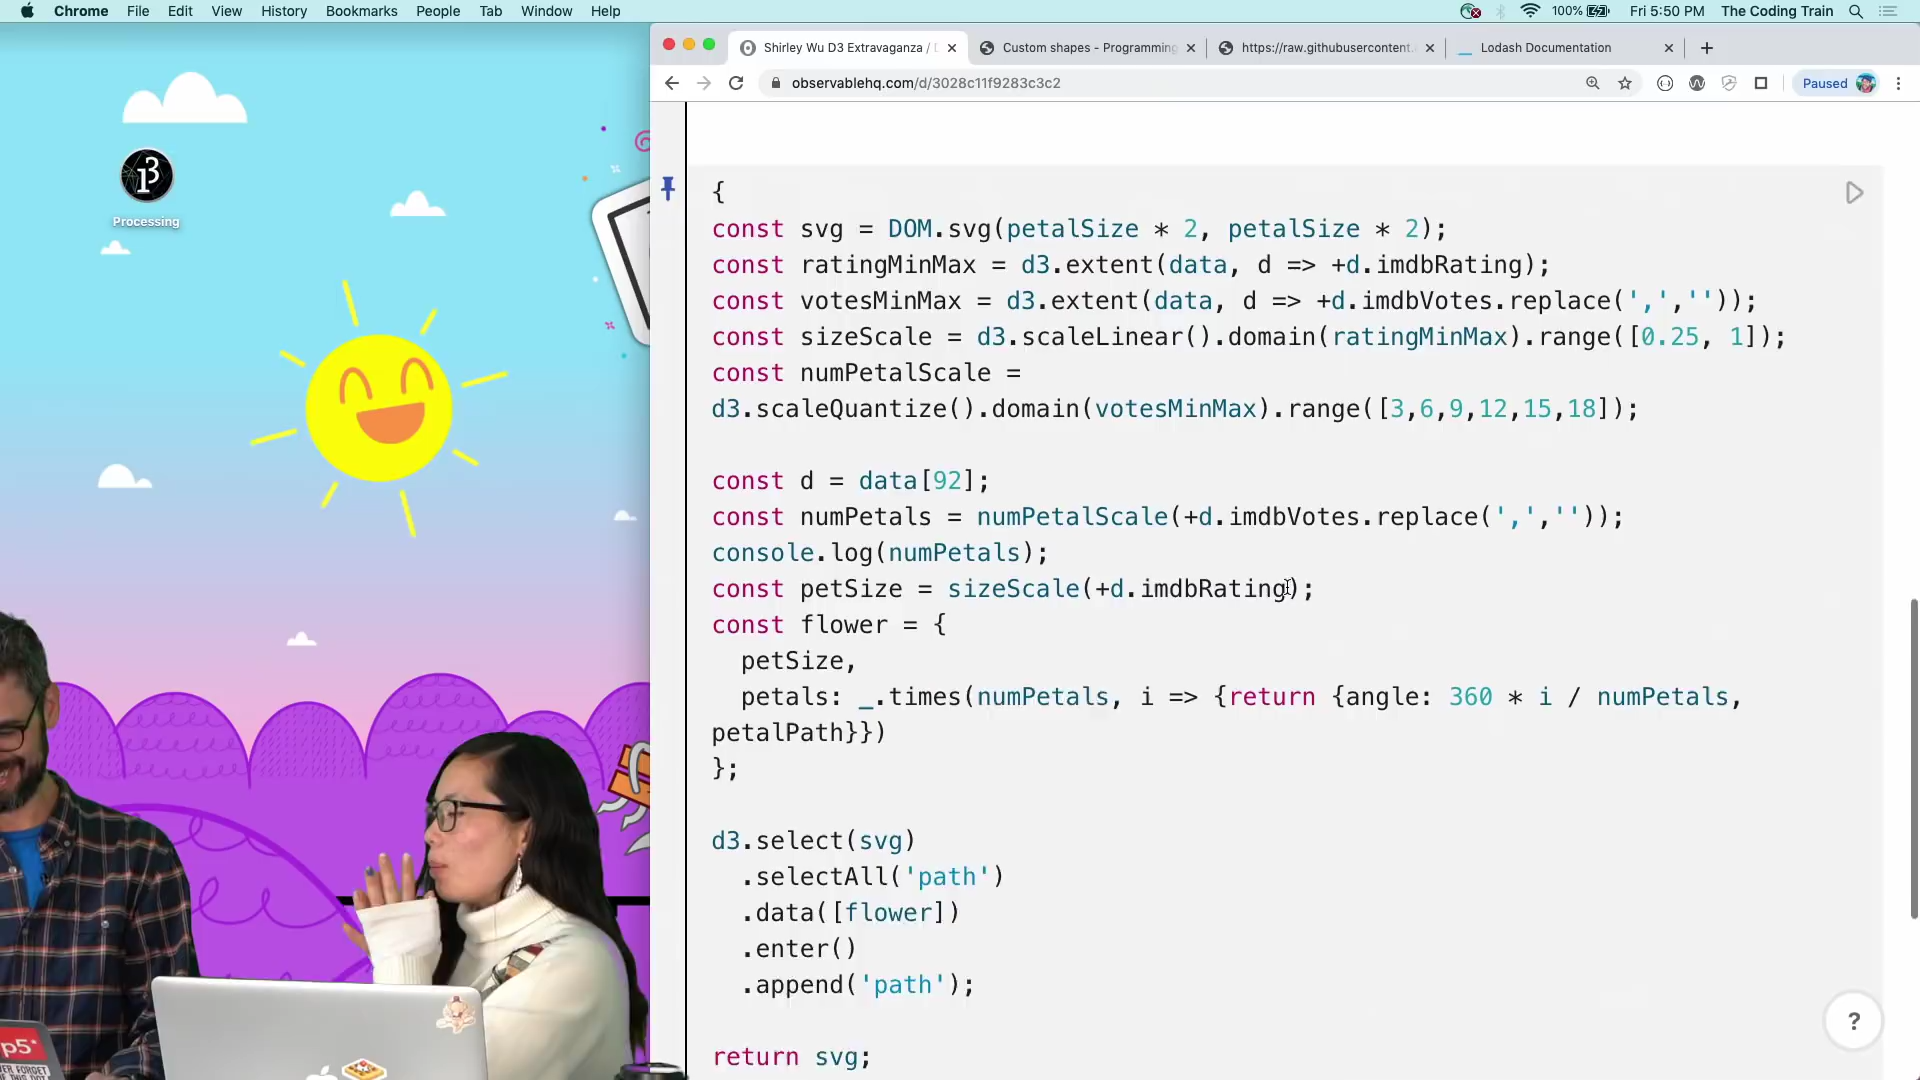 Chrome File Edit View History Bookmarks People Tab Window Help 100% Fri 5:50 PM The Coding Train
Shirley Wu D3 Extravaganza / Custom shapes - Programming https://raw.githubusercontent. Lodash Documentation
observablehq.com/d/3028c11f9283c3c2 Paused
Processing
{
const svg = DOM.svg(petalSize * 2, petalSize * 2);
const ratingMinMax = d3.extent(data, d => +d.imdbRating);
const votesMinMax = d3.extent(data, d => +d.imdbVotes.replace(',',''));
const sizeScale = d3.scaleLinear().domain(ratingMinMax).range([0.25, 1]);
const numPetalScale =
d3.scaleQuantize().domain(votesMinMax).range([3,6,9,12,15,18]);
const d = data[92];
const numPetals = numPetalScale(+d.imdbVotes.replace(',',''));
console.log(numPetals);
const petSize = sizeScale(+d.imdbRating);
const flower = {
petSize,
petals: _.times(numPetals, i => {return {angle: 360 * i / numPetals,
petalPath}})
};
d3.select(svg)
.selectAll('path')
.data([flower])
.enter()
.append('path');
return svg;
?
p5*